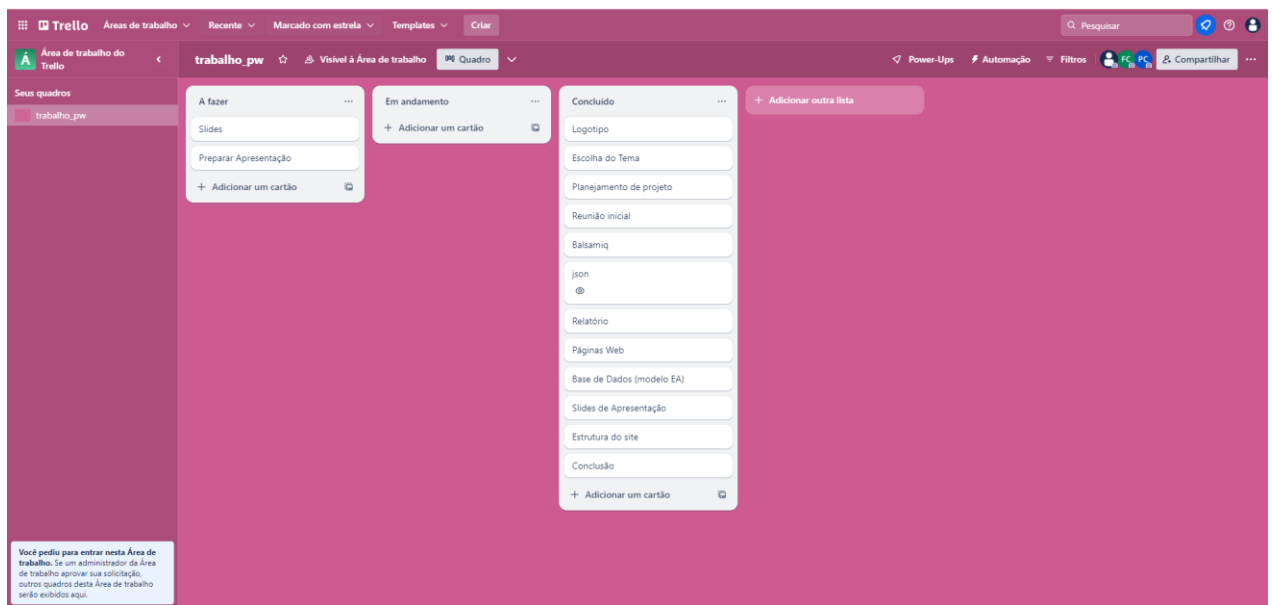 Trello Áreas de trabalho Recente Marcado com estrela Templates Criar Pesquisar
Á Área de trabalho do
Trello
trabalho_pw Visível à Área de trabalho Quadro Power-Ups Automação Filtros FC PC Compartilhar
Seus quadros
trabalho_pw
A fazer
Slides
Preparar Apresentação
+ Adicionar um cartão
Em andamento
+ Adicionar um cartão
Concluído
Logotipo
Escolha do Tema
Planejamento de projeto
Reunião inicial
Balsamiq
json
Relatório
Páginas Web
Base de Dados (modelo EA)
Slides de Apresentação
Estrutura do site
Conclusão
+ Adicionar um cartão
+ Adicionar outra lista
Você pediu para entrar nesta Área de
trabalho. Se um administrador da Área
de trabalho aprovar sua solicitação,
outros quadros desta Área de trabalho
serão exibidos aqui.